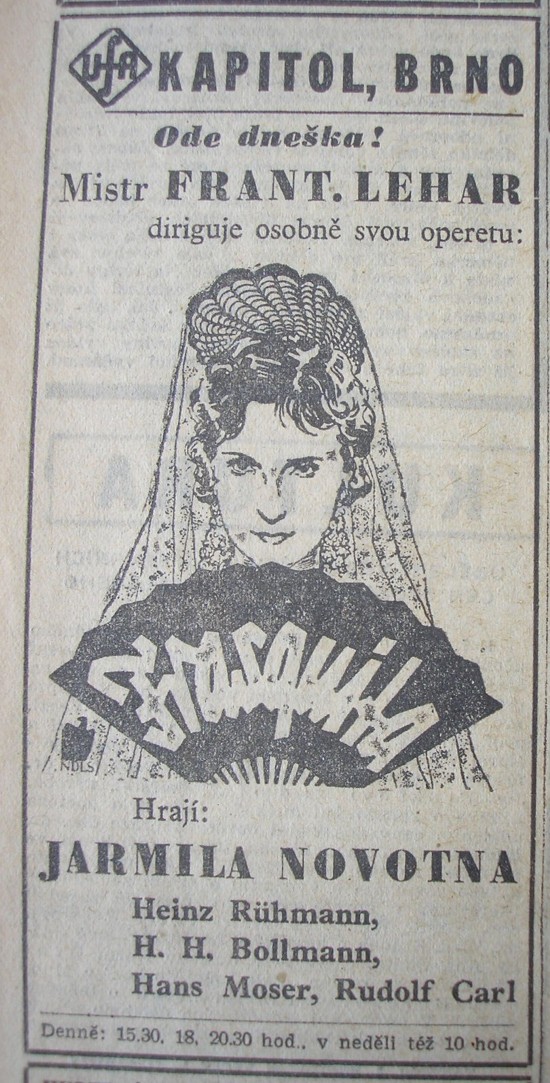 UFA KAPITOL, BRNO
Ode dneška!
Mistr FRANT. LEHAR
diriguje osobně svou operetu:
Frasquita
NDLS
Hrají:
JARMILA NOVOTNA
Heinz Rühmann,
H. H. Bollmann,
Hans Moser, Rudolf Carl
Denně: 15.30, 18, 20.30 hod., v neděli též 10 hod.